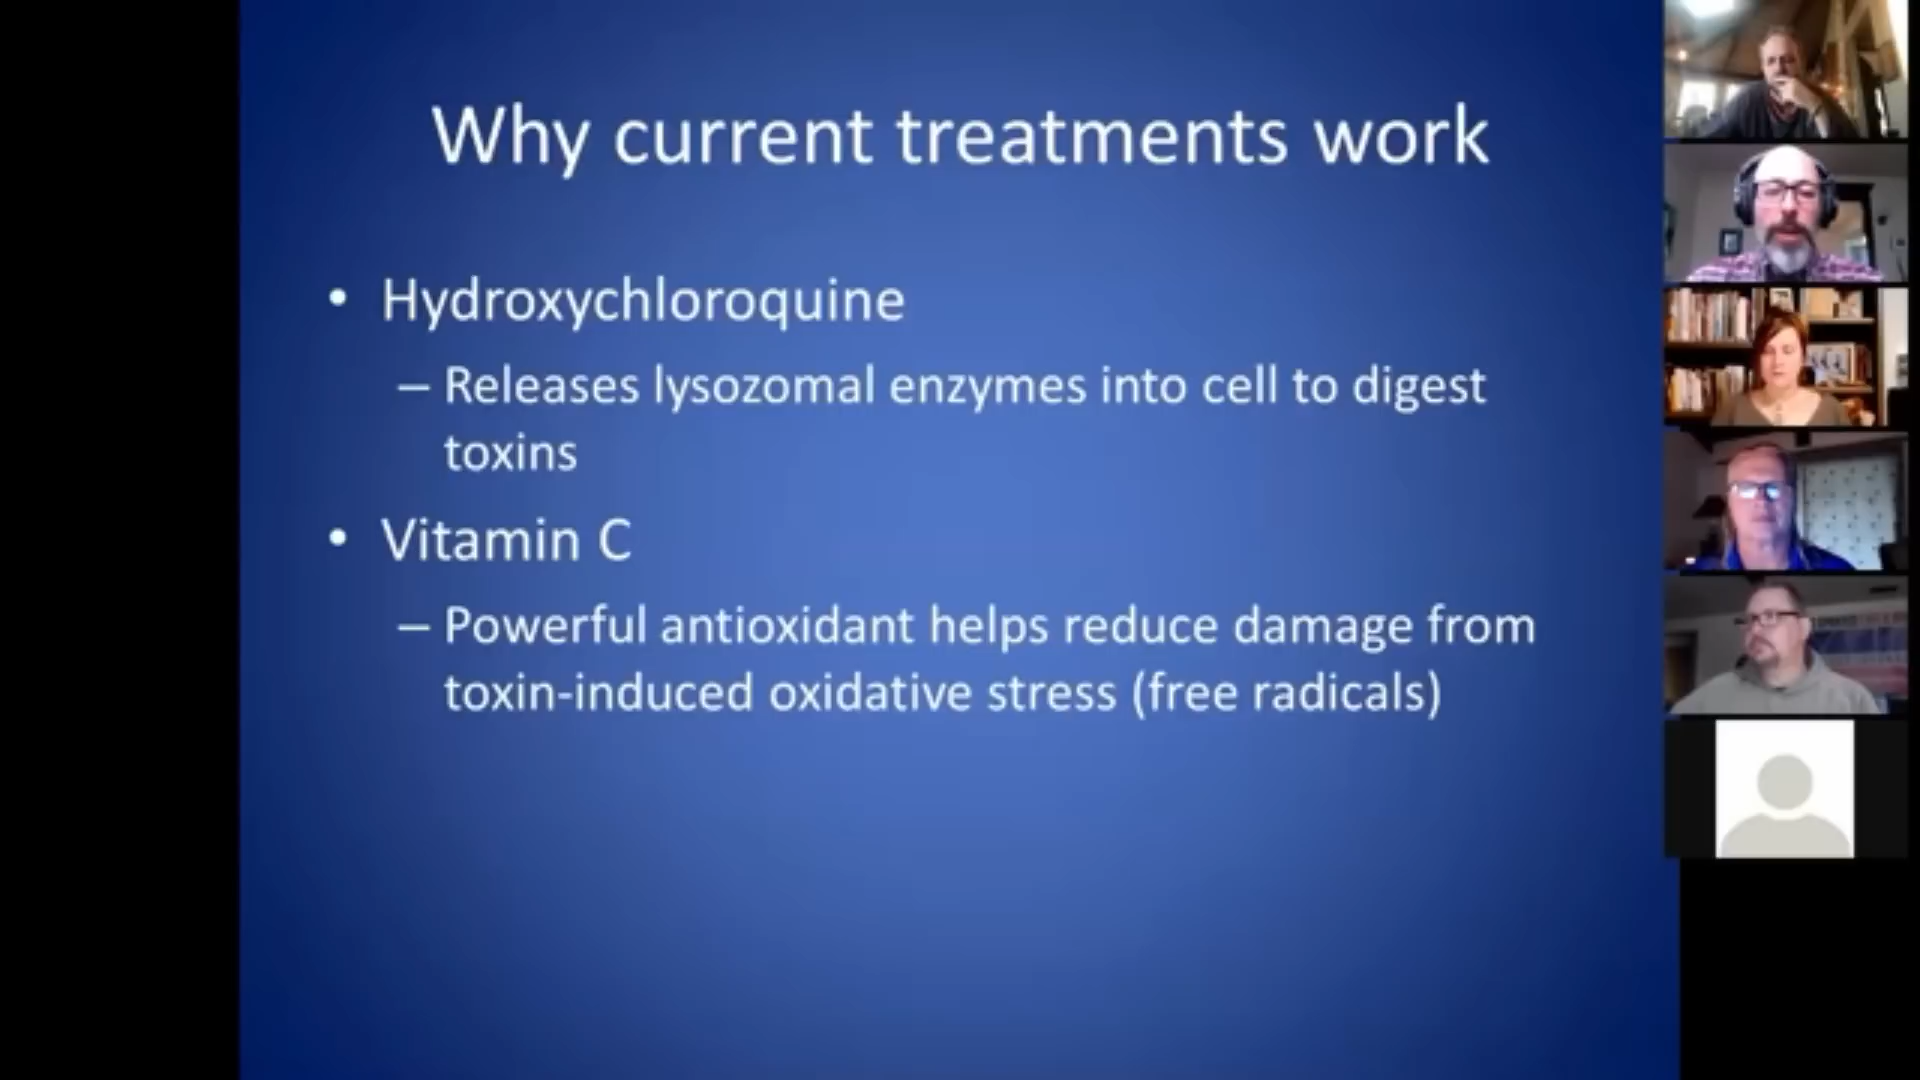 Why current treatments work
• Hydroxychloroquine
– Releases lysozomal enzymes into cell to digest
toxins
• Vitamin C
– Powerful antioxidant helps reduce damage from
toxin-induced oxidative stress (free radicals)